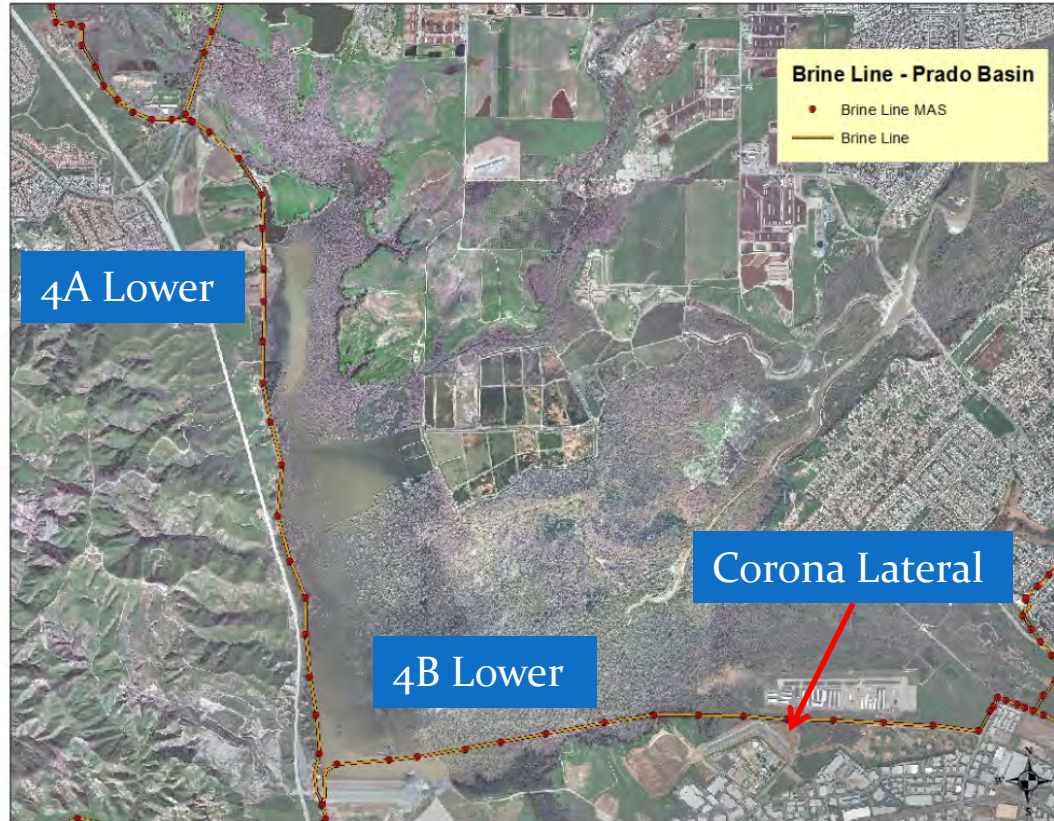 Brine Line - Prado Basin
Brine Line MAS
Brine Line
4A Lower
Corona Lateral
4B Lower
N
W
E
S